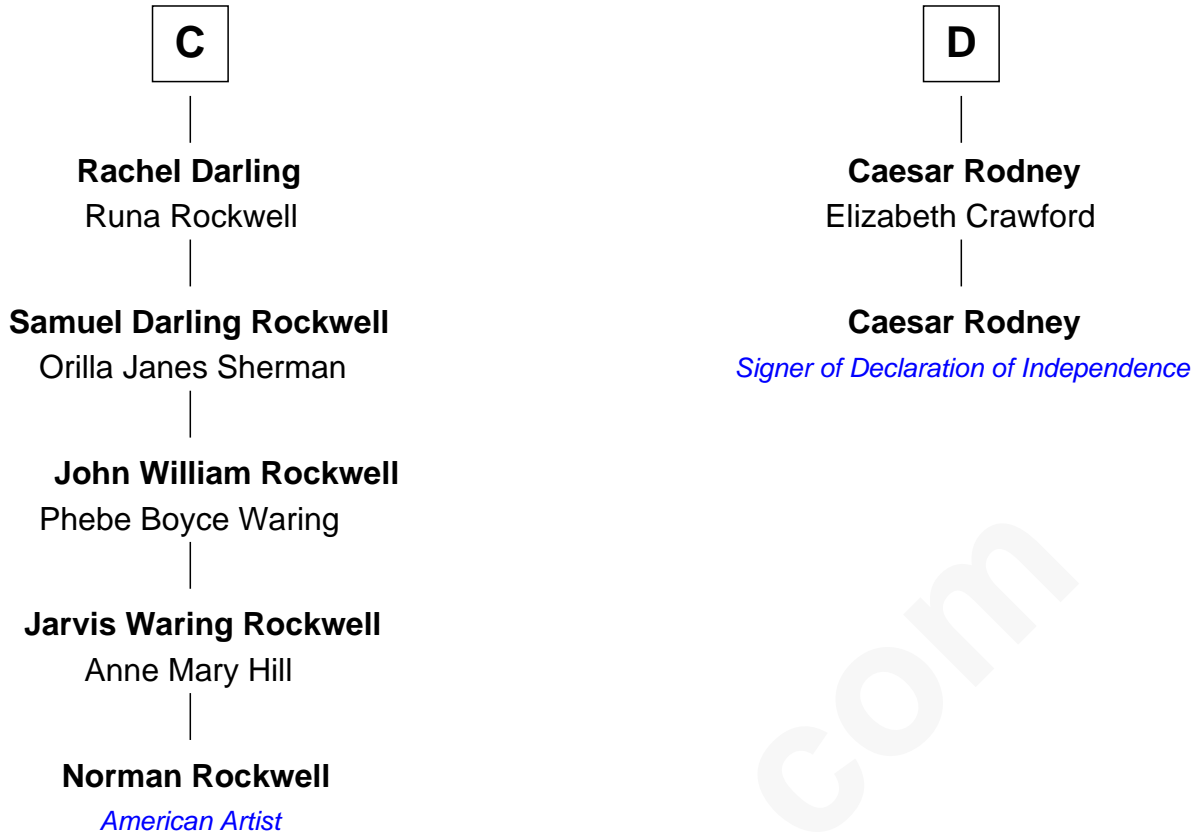 C
Rachel Darling
Runa Rockwell
Samuel Darling Rockwell
Orilla Janes Sherman
John William Rockwell
Phebe Boyce Waring
Jarvis Waring Rockwell
Anne Mary Hill
Norman Rockwell
American Artist
D
Caesar Rodney
Elizabeth Crawford
Caesar Rodney
Signer of Declaration of Independence
com